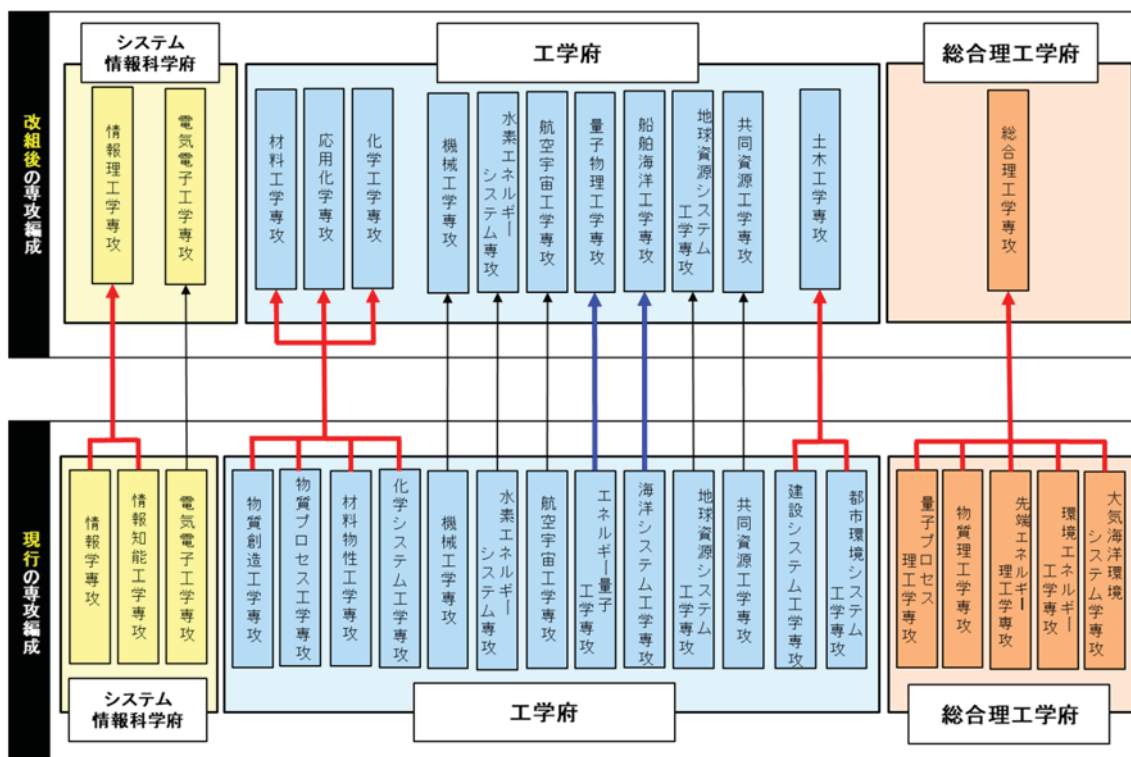 改組後の専攻編成
システム
情報科学府
工学府
総合理工学府
情報理工学専攻
電気電子工学専攻
材料工学専攻
応用化学専攻
化学工学専攻
機械工学専攻
水素エネルギー
システム専攻
航空宇宙工学専攻
量子物理工学専攻
船舶海洋工学専攻
地球資源システム
工学専攻
共同資源工学専攻
土木工学専攻
総合理工学専攻
現行の専攻編成
情報学専攻
情報知能工学専攻
電気電子工学専攻
物質創造工学専攻
物質プロセス工学専攻
材料物性工学専攻
化学システム工学専攻
機械工学専攻
水素エネルギー
システム専攻
航空宇宙工学専攻
エネルギー量子
工学専攻
海洋システム工学専攻
地球資源システム
工学専攻
共同資源工学専攻
建設システム工学専攻
都市環境システム
工学専攻
量子プロセス
理工学専攻
物質理工学専攻
先端エネルギー
理工学専攻
環境エネルギー
工学専攻
大気海洋環境
システム学専攻
システム
情報科学府
工学府
総合理工学府